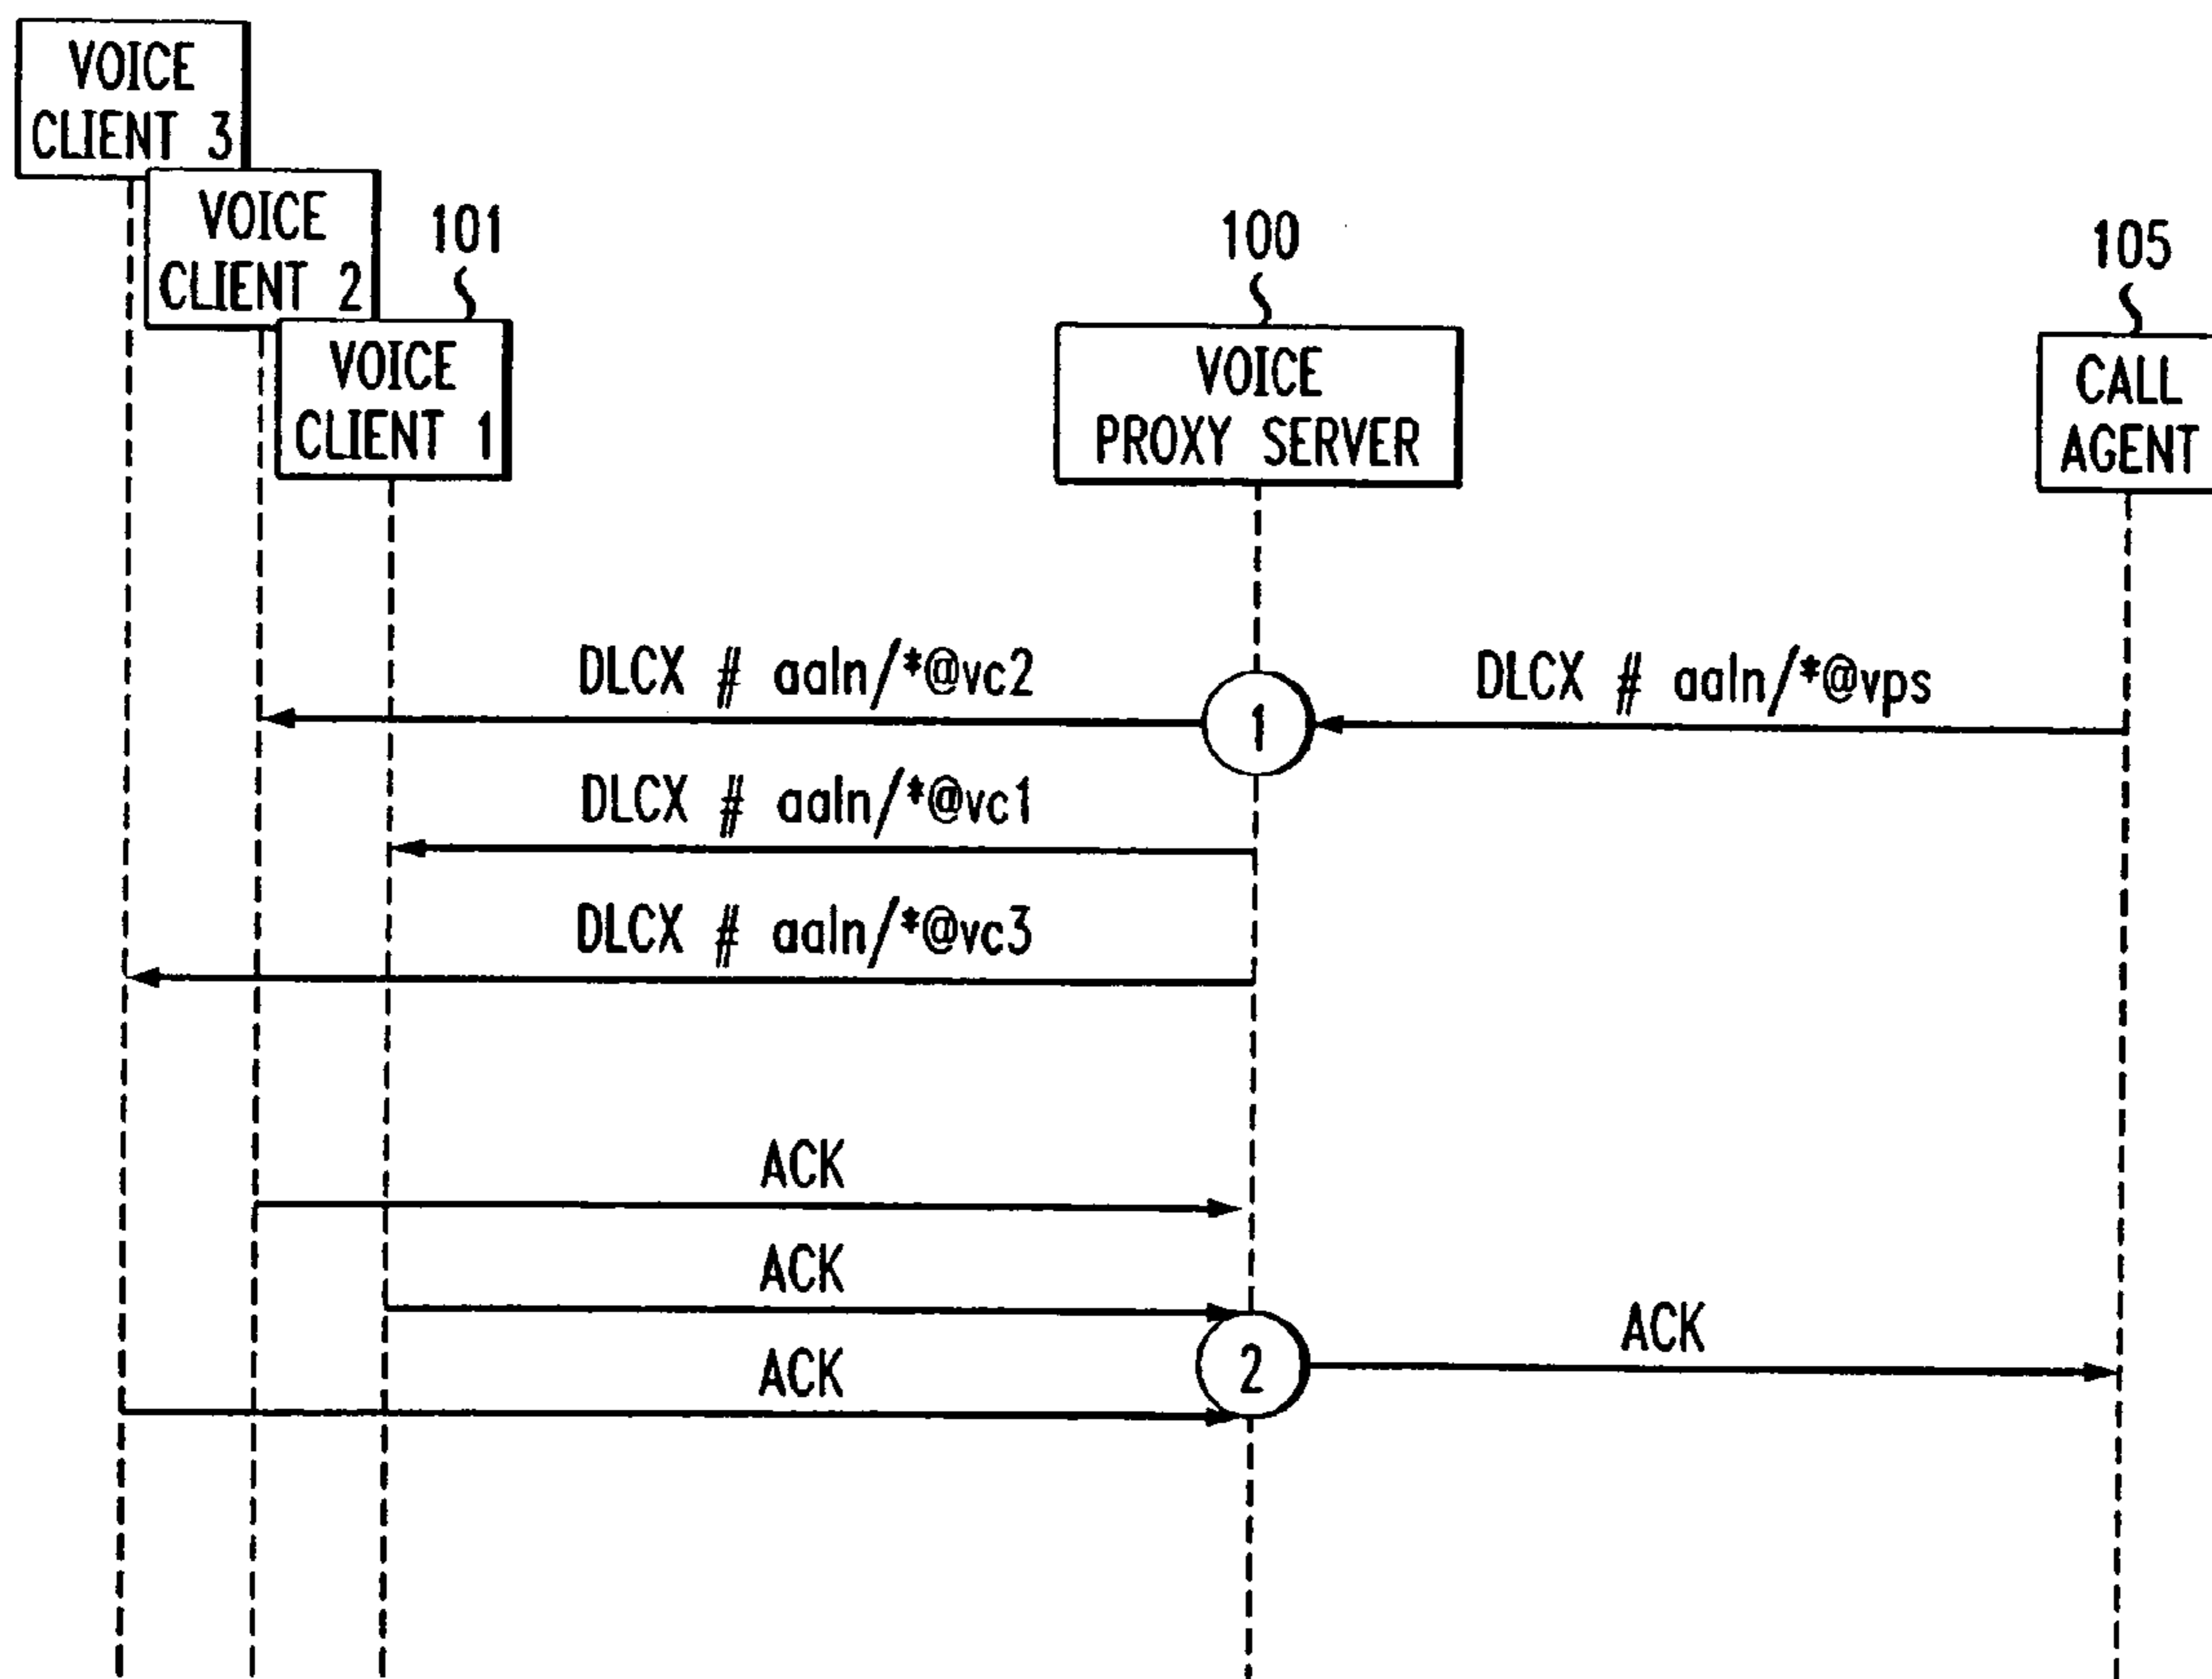 VOICE
CLIENT 3
VOICE
CLIENT 2
101
100
105
VOICE
CLIENT 1
VOICE
PROXY SERVER
CALL
AGENT
DLCX # aaln/*@vc2
1
DLCX # aaln/*@vps
DLCX # aaln/*@vc1
DLCX # aaln/*@vc3
ACK
ACK
ACK
2
ACK